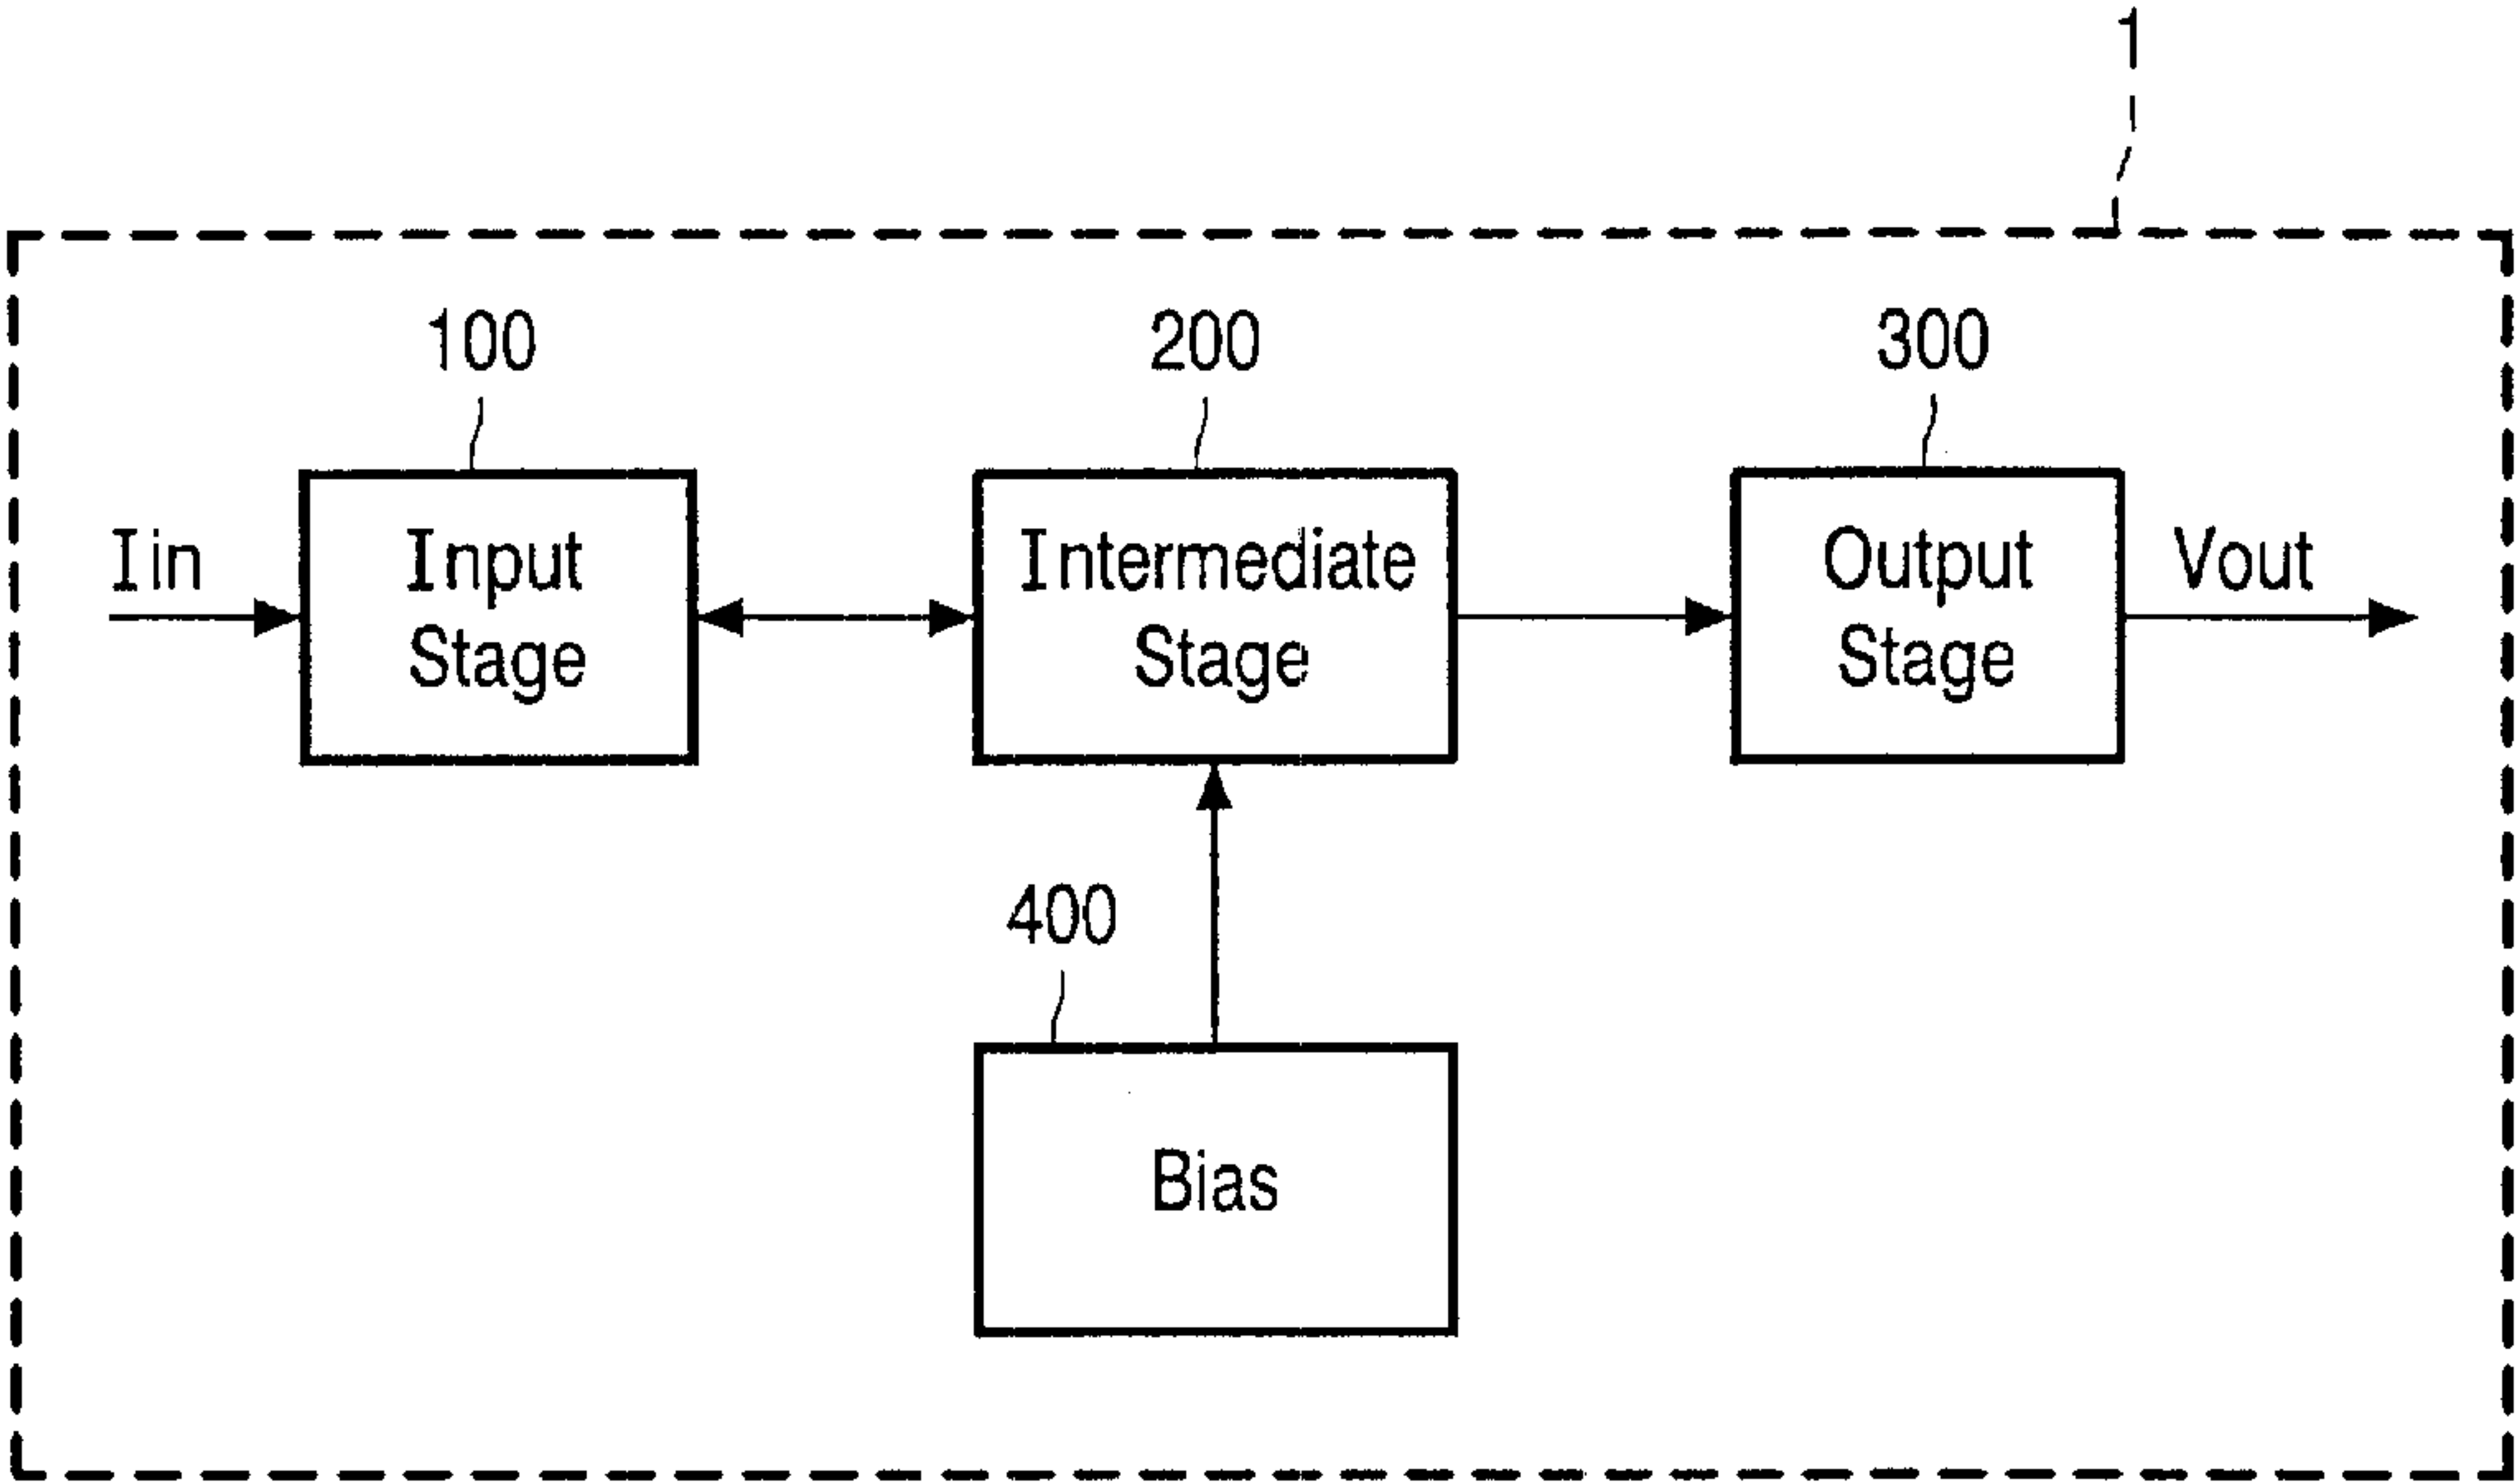 1
100
200
300
Iin
Input
Stage
Intermediate
Stage
Output
Stage
Vout
400
Bias